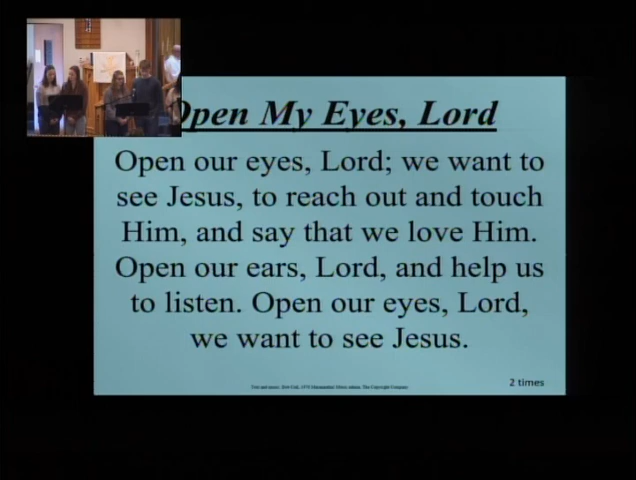 Open My Eyes, Lord
Open our eyes, Lord; we want to
see Jesus, to reach out and touch
Him, and say that we love Him.
Open our ears, Lord, and help us
to listen. Open our eyes, Lord,
we want to see Jesus.
2 times